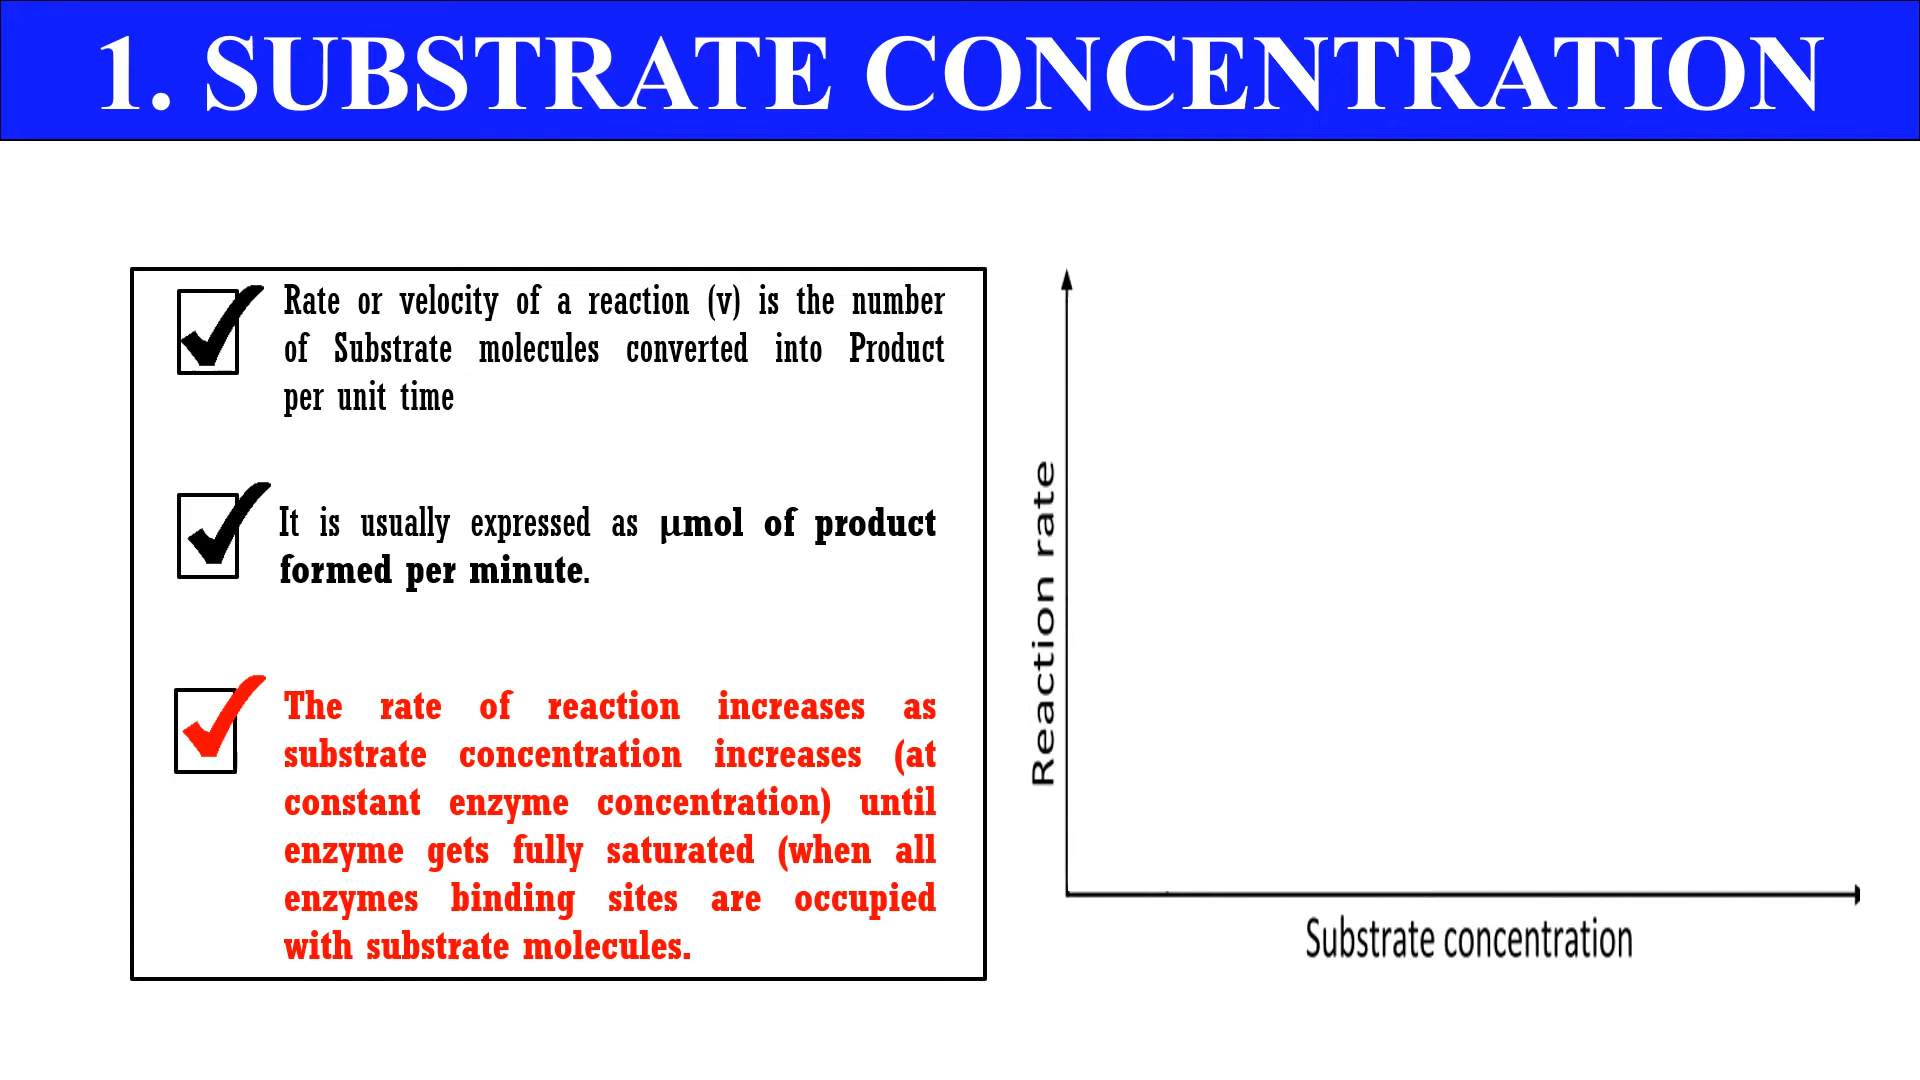 1. SUBSTRATE CONCENTRATION
Rate or velocity of a reaction (v) is the number
of Substrate molecules converted into Product
per unit time
It is usually expressed as µmol of product
formed per minute.
The rate of reaction increases as
substrate concentration increases (at
constant enzyme concentration) until
enzyme gets fully saturated (when all
enzymes binding sites are occupied
with substrate molecules.
Reaction rate
Substrate concentration